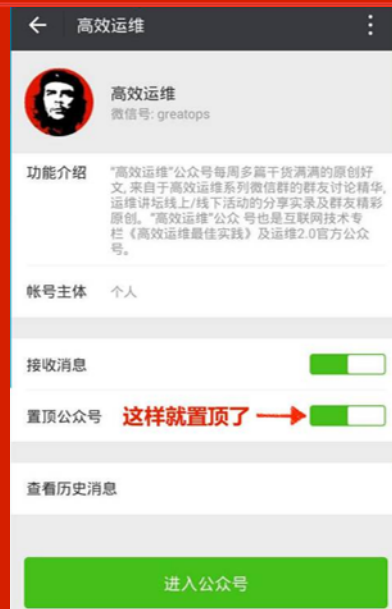 高效运维
高效运维
微信号: greatops
功能介绍
"高效运维"公众号每周多篇干货满满的原创好
文, 来自于高效运维系列微信群的群友讨论精华,
运维讲坛线上/线下活动的分享实录及群友精彩
原创。"高效运维"公众 号也是互联网技术专
栏《高效运维最佳实践》及运维2.0官方公众
号。
帐号主体 个人
接收消息
置顶公众号 这样就置顶了
查看历史消息
进入公众号